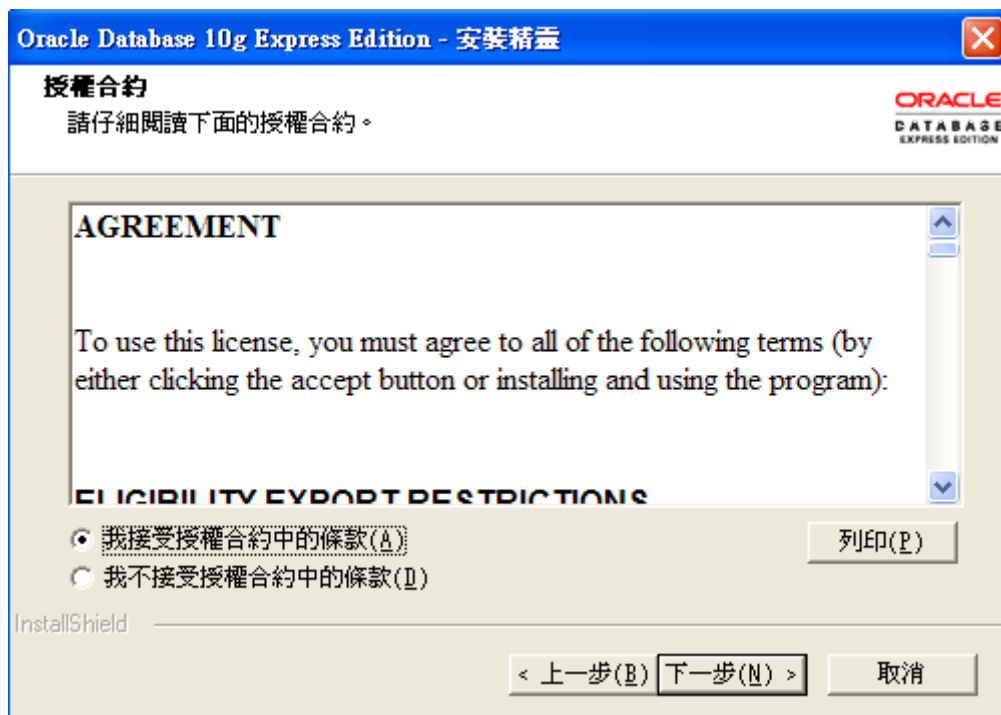 Oracle Database 10g Express Edition - 安裝精靈
授權合約
請仔細閱讀下面的授權合約。
ORACLE
DATABASE
EXPRESS EDITION
AGREEMENT
To use this license, you must agree to all of the following terms (by
either clicking the accept button or installing and using the program):
ELIGIBILITY EXPORT RESTRICTIONS
我接受授權合約中的條款(A)
列印(P)
我不接受授權合約中的條款(D)
InstallShield
< 上一步(B) 下一步(N) > 取消